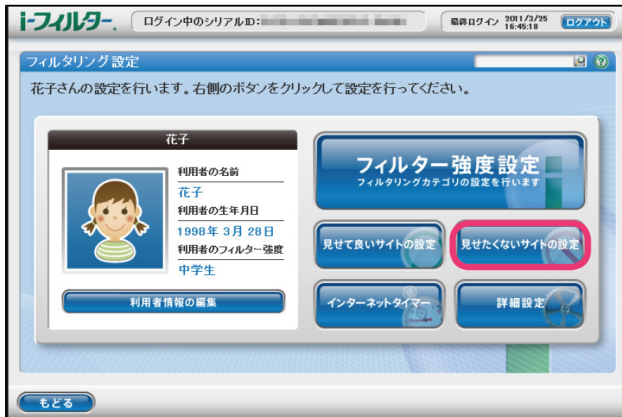 i-フィルター.
ログイン中のシリアルID:
最終ログイン 2011/3/25 16:45:18
ログアウト
フィルタリング設定
花子さんの設定を行います。右側のボタンをクリックして設定を行ってください。
花子
利用者の名前
花子
利用者の生年月日
1998年 3月 28日
利用者のフィルター強度
中学生
利用者情報の編集
フィルター強度設定
フィルタリングカテゴリの設定を行います
見せて良いサイトの設定
見せたくないサイトの設定
インターネットタイマー
詳細設定
もどる